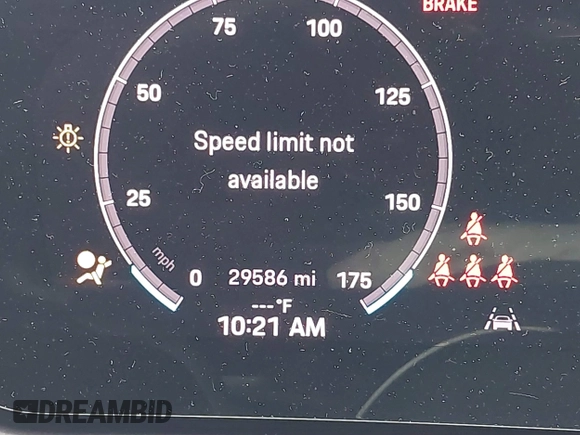 BRAKE
75
100
50
125
Speed limit not
available
25
150
mph
0
29586 mi
175
---°F
10:21 AM
DREAMBID